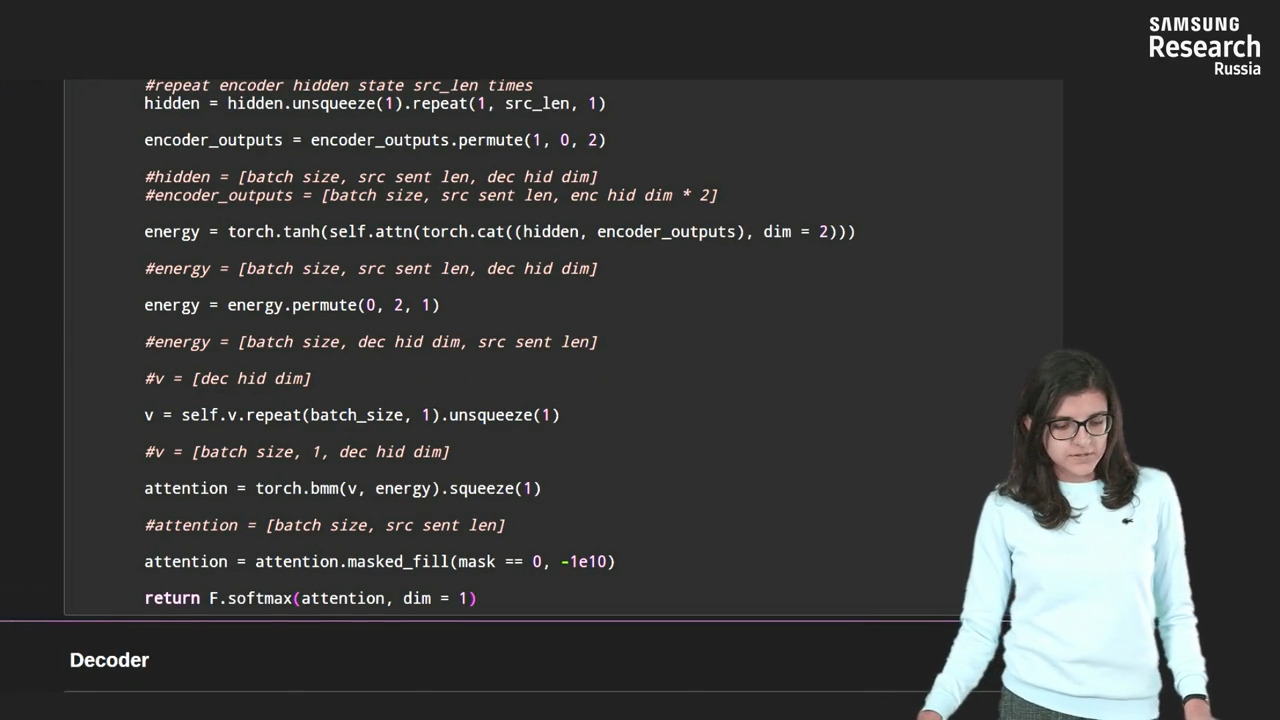 SAMSUNG
Research
Russia
#repeat encoder hidden state src_len times
hidden = hidden.unsqueeze(1).repeat(1, src_len, 1)
encoder_outputs = encoder_outputs.permute(1, 0, 2)
#hidden = [batch size, src sent len, dec hid dim]
#encoder_outputs = [batch size, src sent len, enc hid dim * 2]
energy = torch.tanh(self.attn(torch.cat((hidden, encoder_outputs), dim = 2)))
#energy = [batch size, src sent len, dec hid dim]
energy = energy.permute(0, 2, 1)
#energy = [batch size, dec hid dim, src sent len]
#v = [dec hid dim]
v = self.v.repeat(batch_size, 1).unsqueeze(1)
#v = [batch size, 1, dec hid dim]
attention = torch.bmm(v, energy).squeeze(1)
#attention = [batch size, src sent len]
attention = attention.masked_fill(mask == 0, -1e10)
return F.softmax(attention, dim = 1)
Decoder